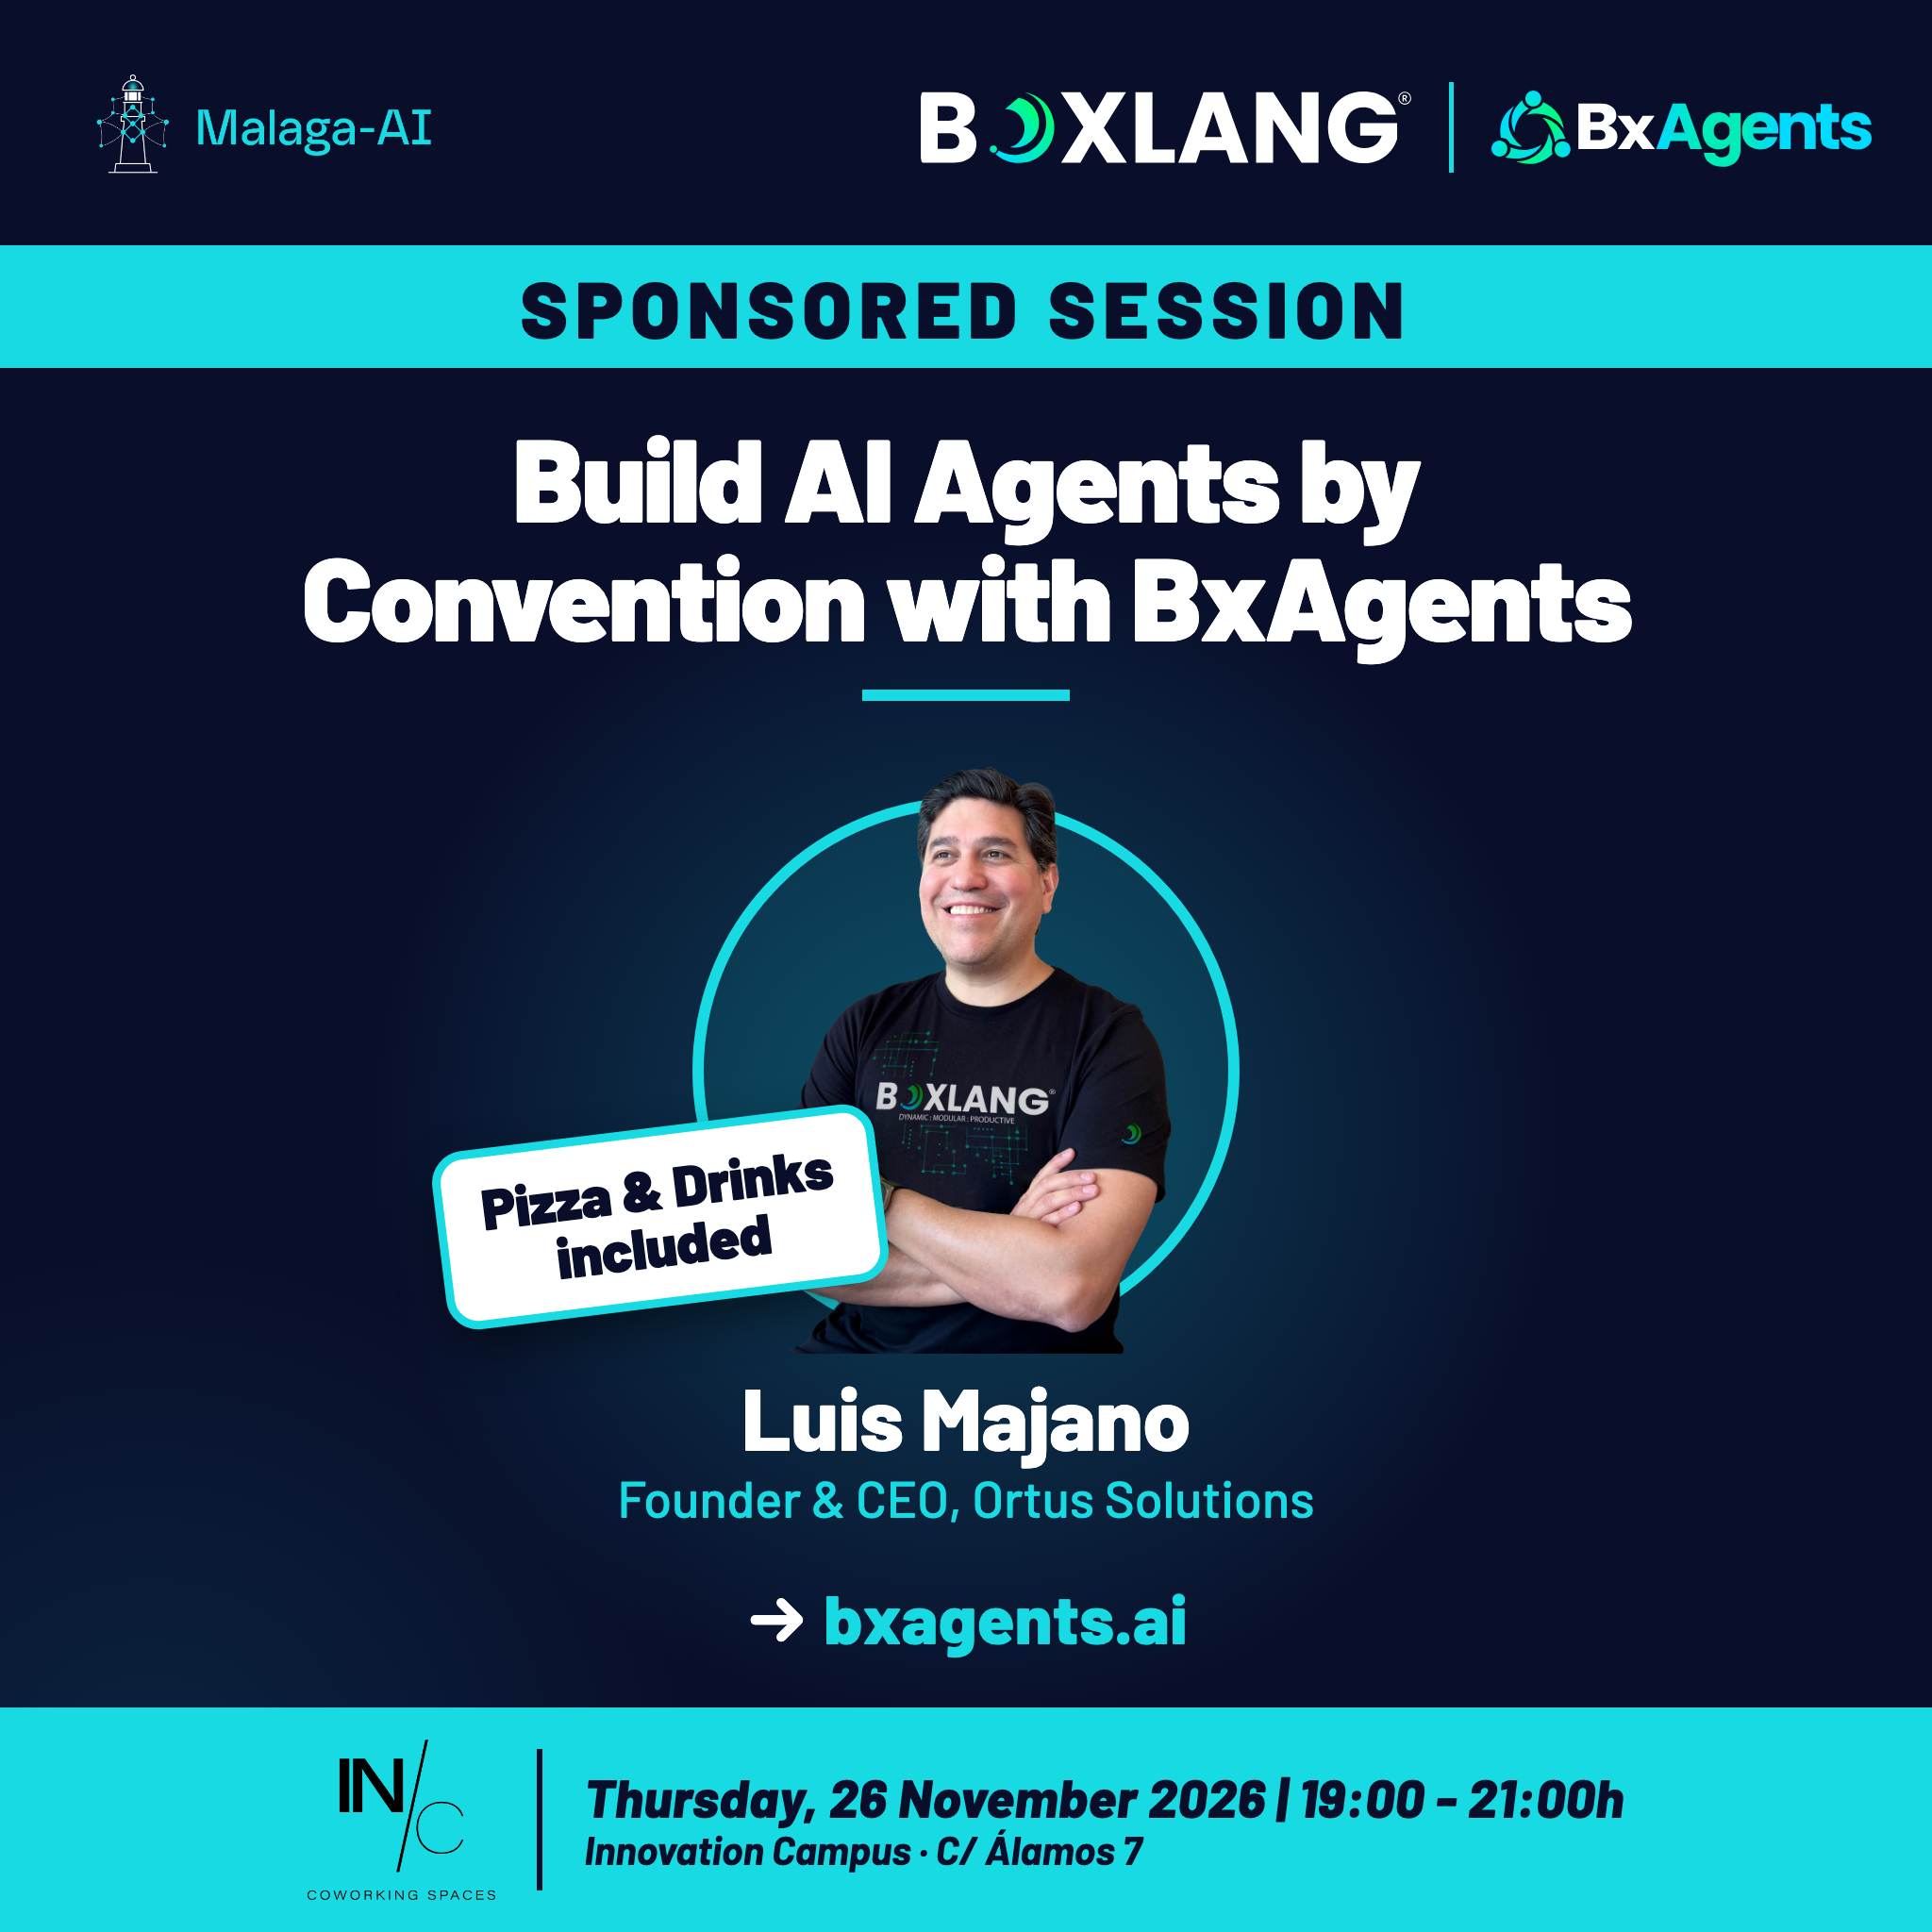 Malaga-AI
BOXLANG®
BxAgents
SPONSORED SESSION
Build AI Agents by
Convention with BxAgents
BOXLANG®
DYNAMIC : MODULAR : PRODUCTIVE
Pizza & Drinks
included
Luis Majano
Founder & CEO, Ortus Solutions
→ bxagents.ai
IN/C
COWORKING SPACES
Thursday, 26 November 2026 | 19:00 - 21:00h
Innovation Campus · C/ Álamos 7